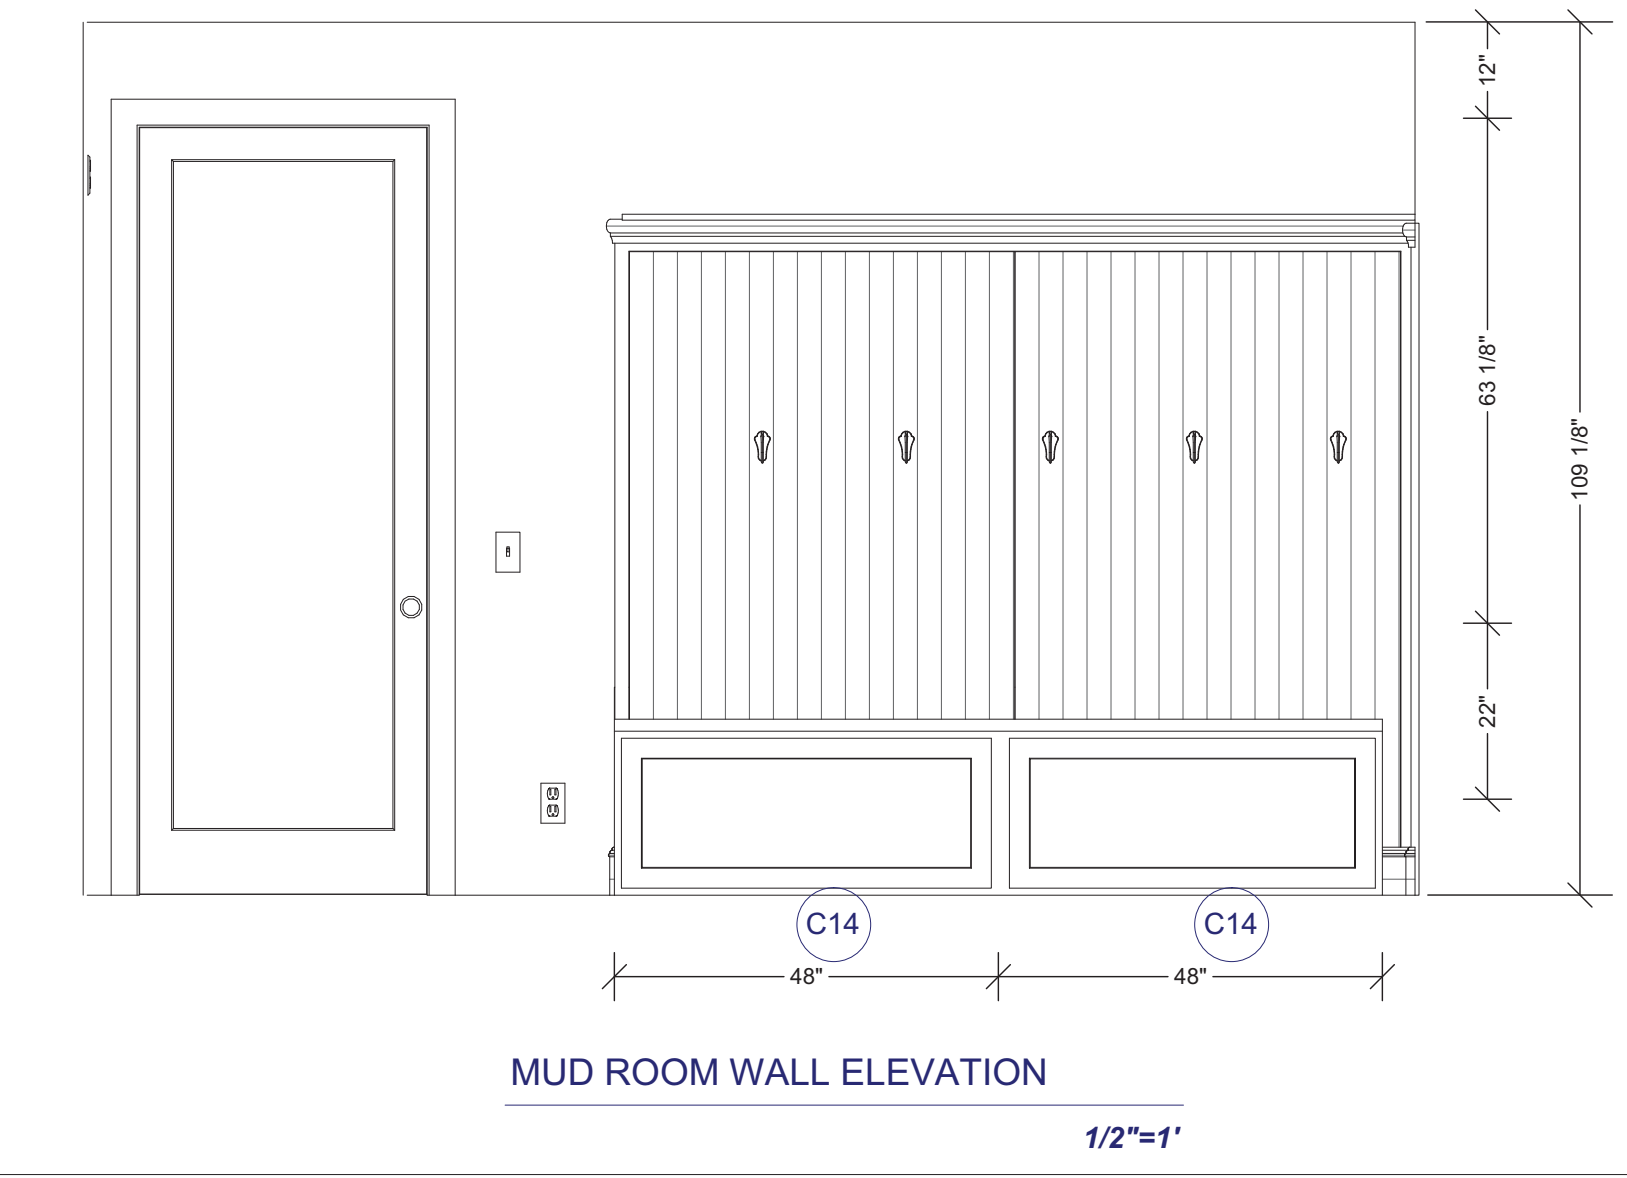 12"
63 1/8"
109 1/8"
22"
C14
C14
48"
48"
MUD ROOM WALL ELEVATION
1/2"=1'